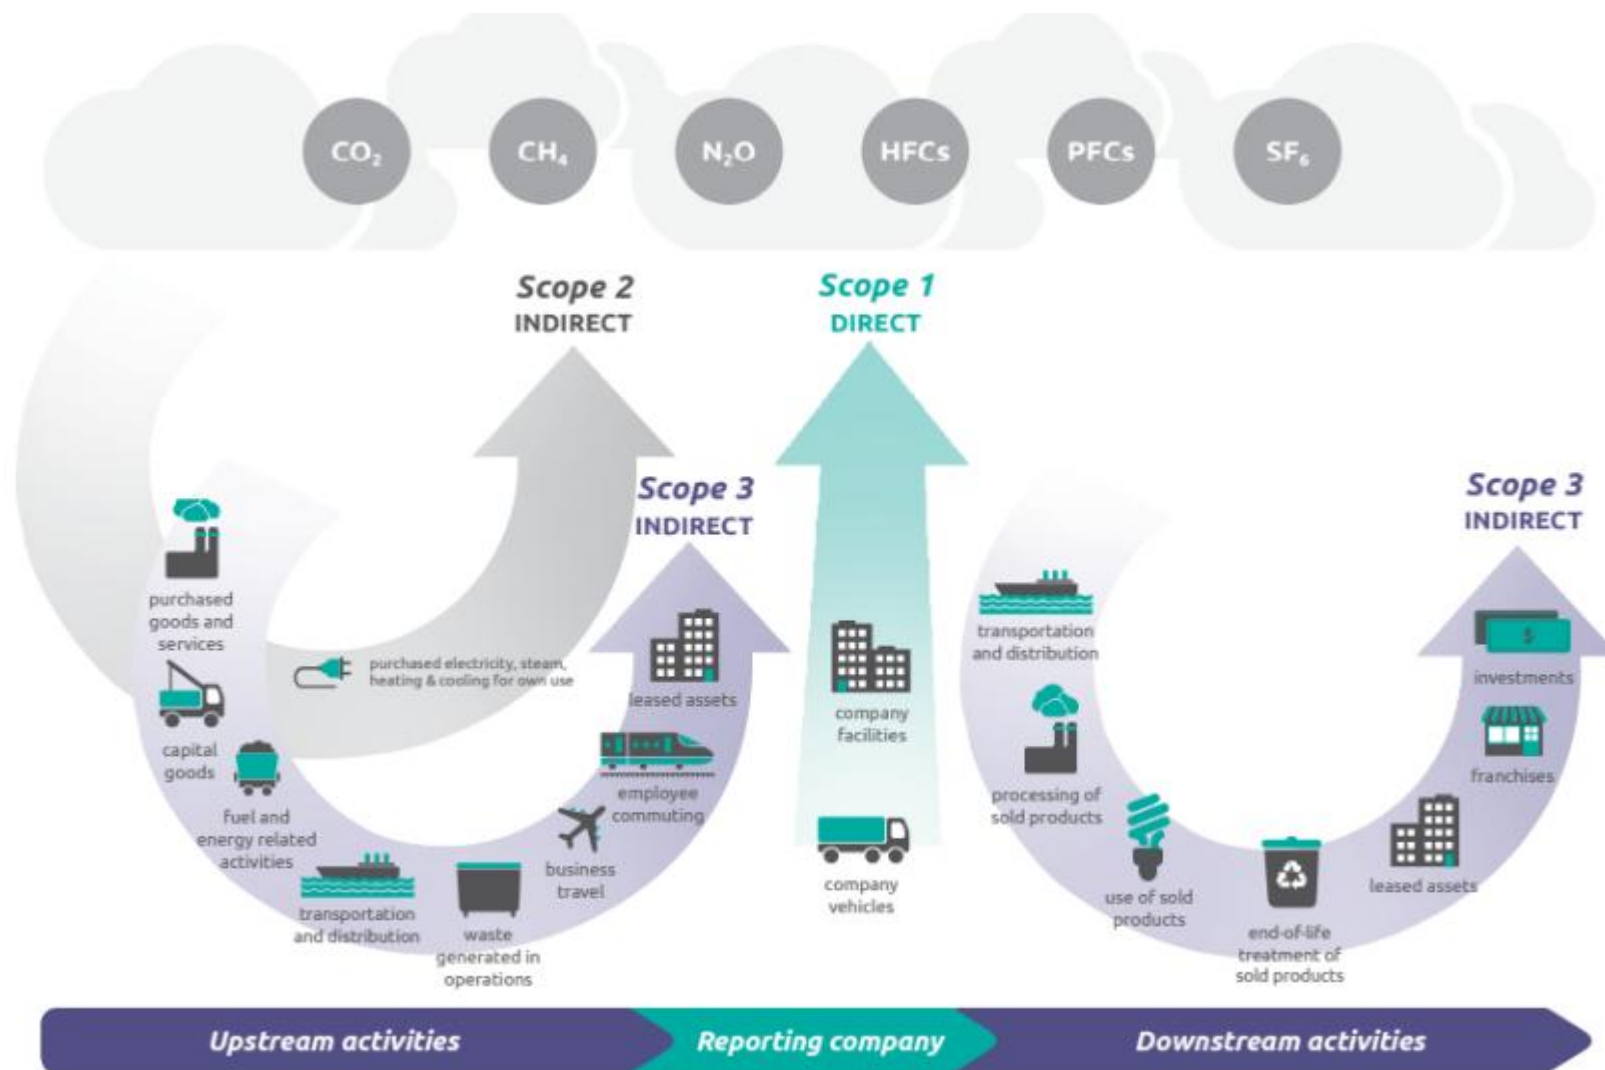 CO₂
CH₄
N₂O
HFCs
PFCs
SF₆
Scope 2
INDIRECT
Scope 1
DIRECT
Scope 3
INDIRECT
Scope 3
INDIRECT
purchased
goods and
services
capital
goods
fuel and
energy related
activities
transportation
and distribution
waste
generated in
operations
business
travel
employee
commuting
leased assets
purchased electricity, steam,
heating & cooling for own use
company
facilities
company
vehicles
transportation
and distribution
processing of
sold products
use of sold
products
end-of-life
treatment of
sold products
leased assets
franchises
investments
$
Upstream activities
Reporting company
Downstream activities